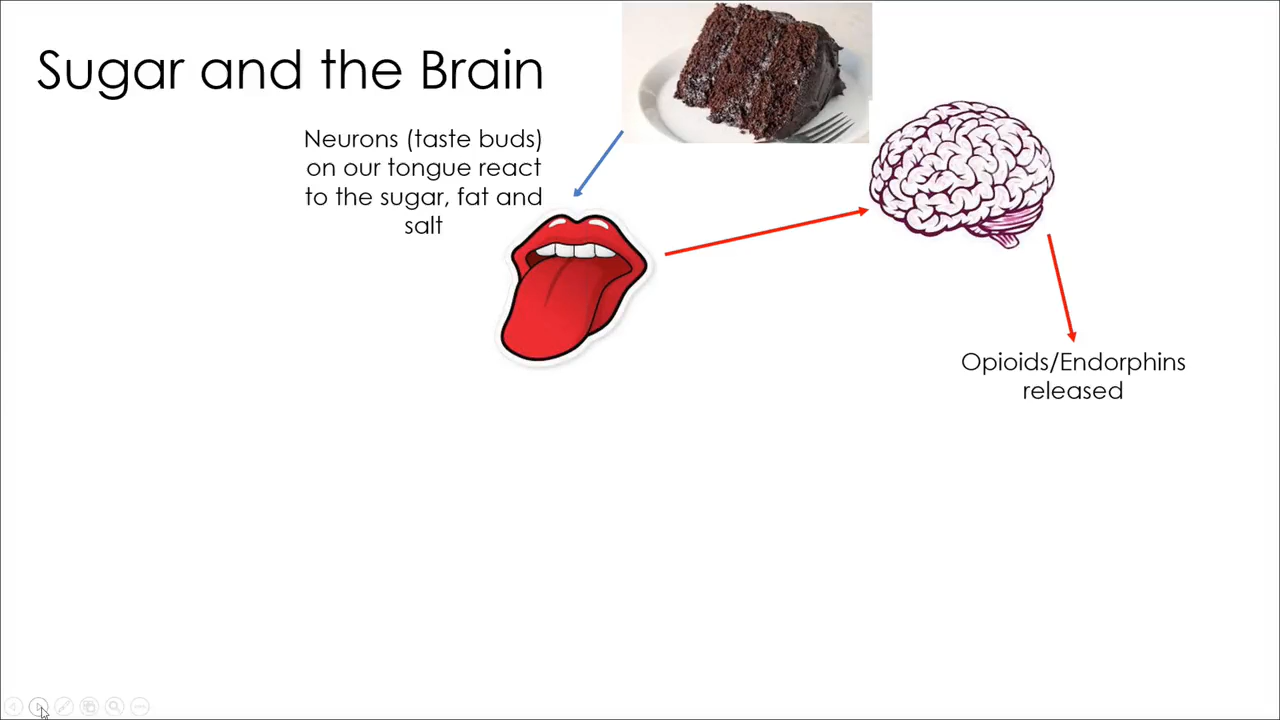 Sugar and the Brain
Neurons (taste buds)
on our tongue react
to the sugar, fat and
salt
Opioids/Endorphins
released